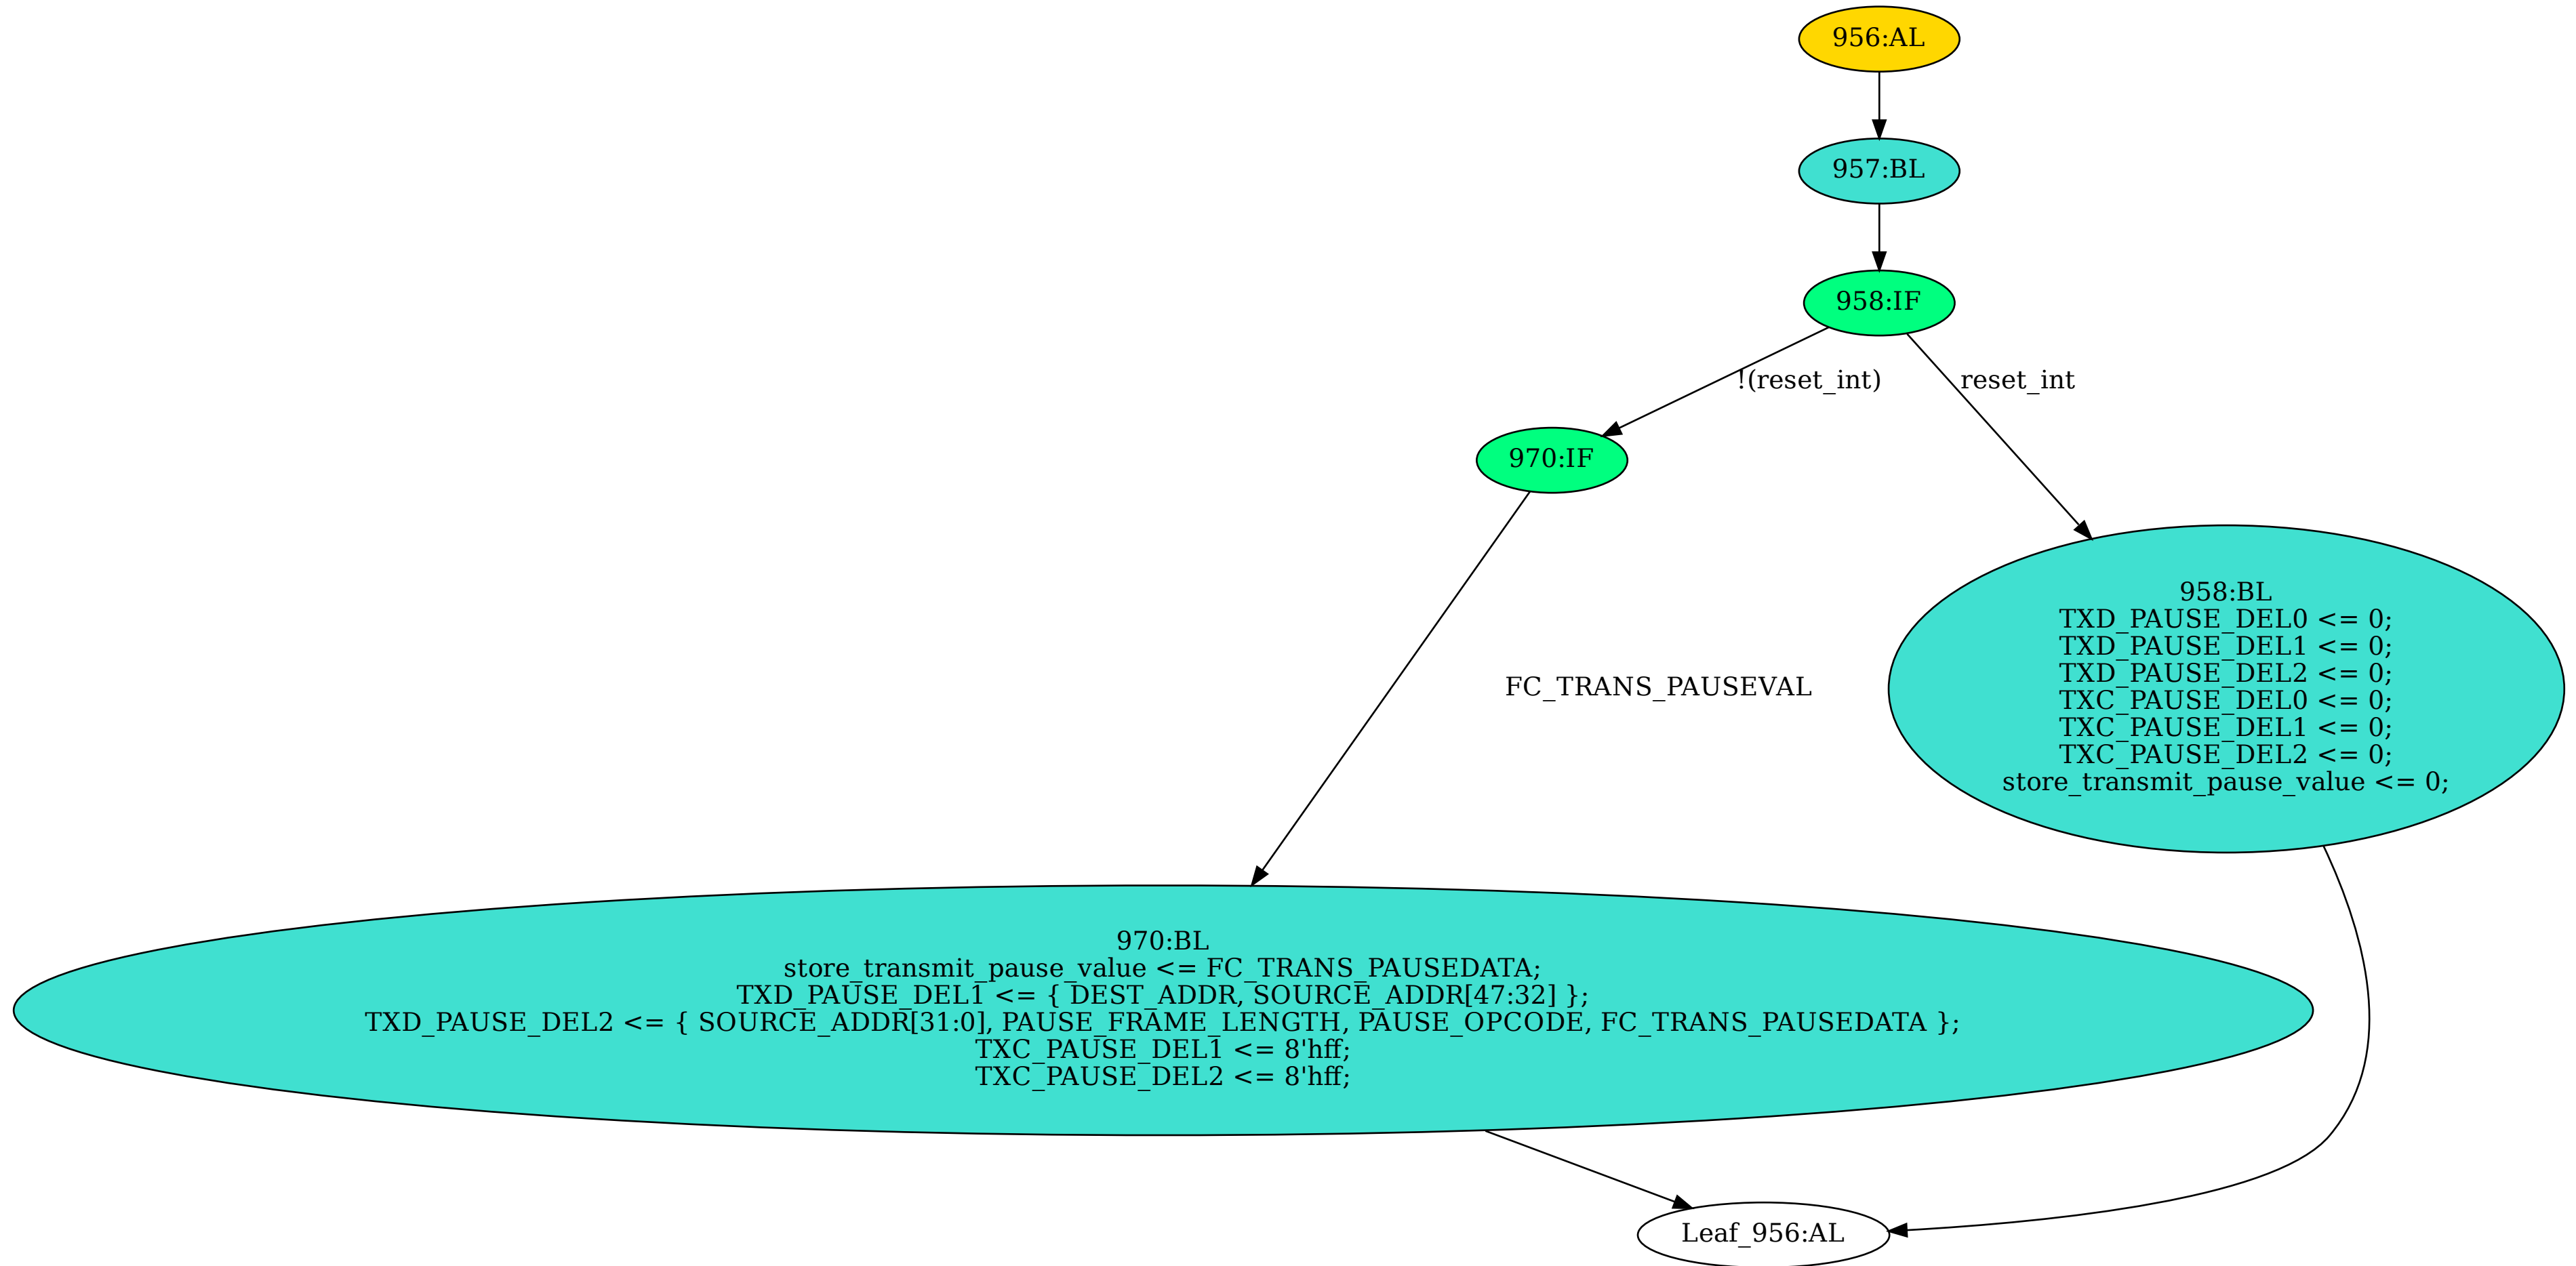 956:AL
957:BL
958:IF
!(reset_int)
reset_int
970:IF
FC_TRANS_PAUSEVAL
958:BL
TXD_PAUSE_DEL0 <= 0;
TXD_PAUSE_DEL1 <= 0;
TXD_PAUSE_DEL2 <= 0;
TXC_PAUSE_DEL0 <= 0;
TXC_PAUSE_DEL1 <= 0;
TXC_PAUSE_DEL2 <= 0;
store_transmit_pause_value <= 0;
970:BL
store_transmit_pause_value <= FC_TRANS_PAUSEDATA;
TXD_PAUSE_DEL1 <= { DEST_ADDR, SOURCE_ADDR[47:32] };
TXD_PAUSE_DEL2 <= { SOURCE_ADDR[31:0], PAUSE_FRAME_LENGTH, PAUSE_OPCODE, FC_TRANS_PAUSEDATA };
TXC_PAUSE_DEL1 <= 8'hff;
TXC_PAUSE_DEL2 <= 8'hff;
Leaf_956:AL